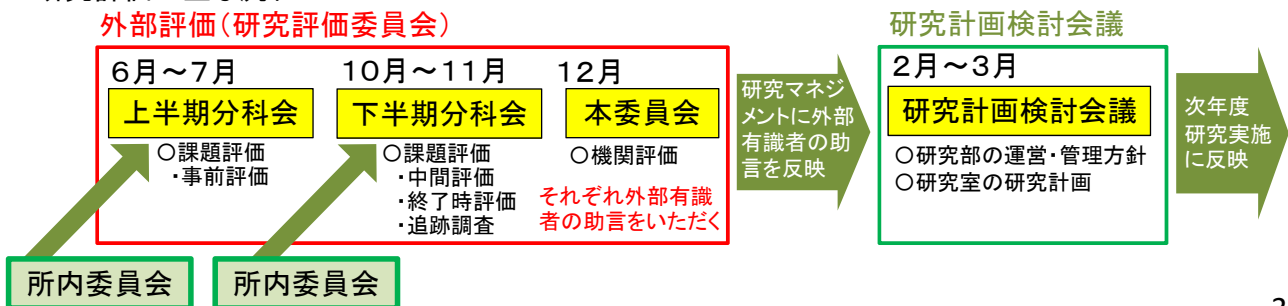 外部評価(研究評価委員会)
6月~7月
上半期分科会
〇課題評価
・事前評価
10月~11月
下半期分科会
〇課題評価
・中間評価
・終了時評価
・追跡調査
12月
本委員会
〇機関評価
それぞれ外部有識
者の助言をいただく
所内委員会
所内委員会
研究マネジ
メントに外部
有識者の助
言を反映
研究計画検討会議
2月~3月
研究計画検討会議
〇研究部の運営・管理方針
〇研究室の研究計画
次年度
研究実施
に反映